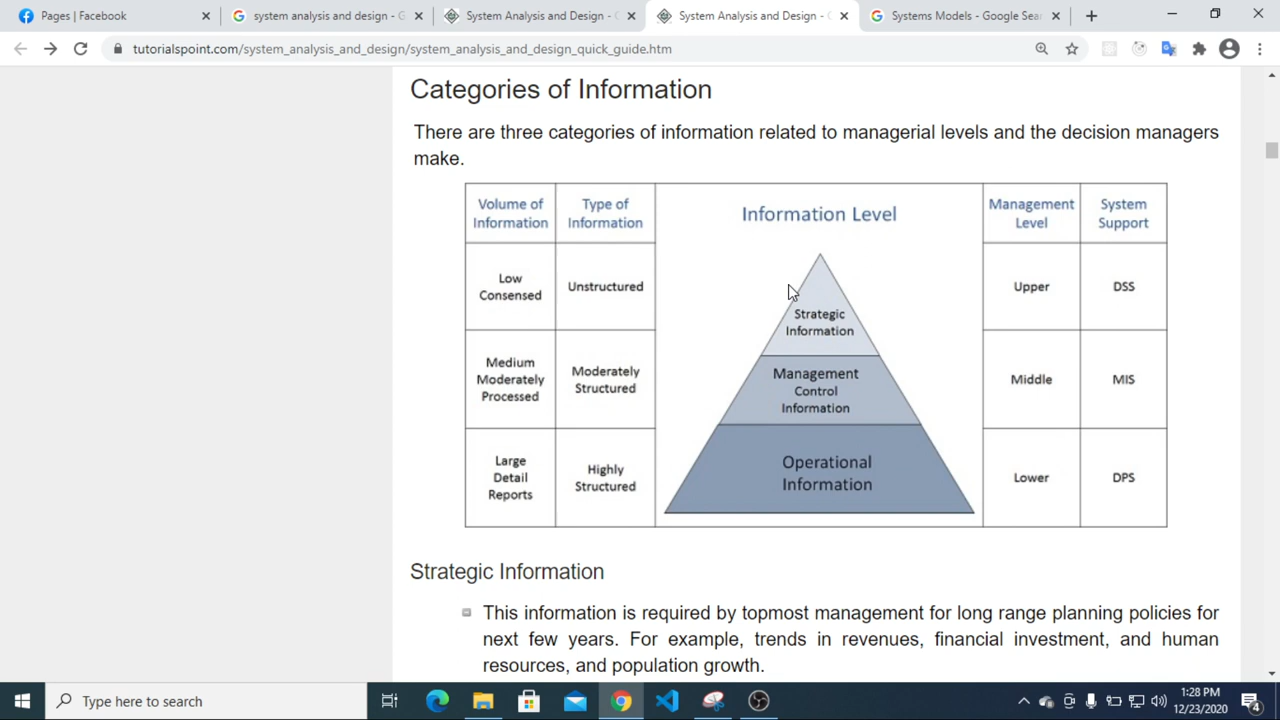 Pages | Facebook
system analysis and design - G
System Analysis and Design -
System Analysis and Design -
Systems Models - Google Sear
tutorialspoint.com/system_analysis_and_design/system_analysis_and_design_quick_guide.htm
Categories of Information
There are three categories of information related to managerial levels and the decision managers
make.
Volume of
Information
Type of
Information
Information Level
Management
Level
System
Support
Low
Consensed
Unstructured
Strategic
Information
Upper
DSS
Medium
Moderately
Processed
Moderately
Structured
Management
Control
Information
Middle
MIS
Large
Detail
Reports
Highly
Structured
Operational
Information
Lower
DPS
Strategic Information
This information is required by topmost management for long range planning policies for
next few years. For example, trends in revenues, financial investment, and human
resources, and population growth.
Type here to search
1:28 PM
12/23/2020
4